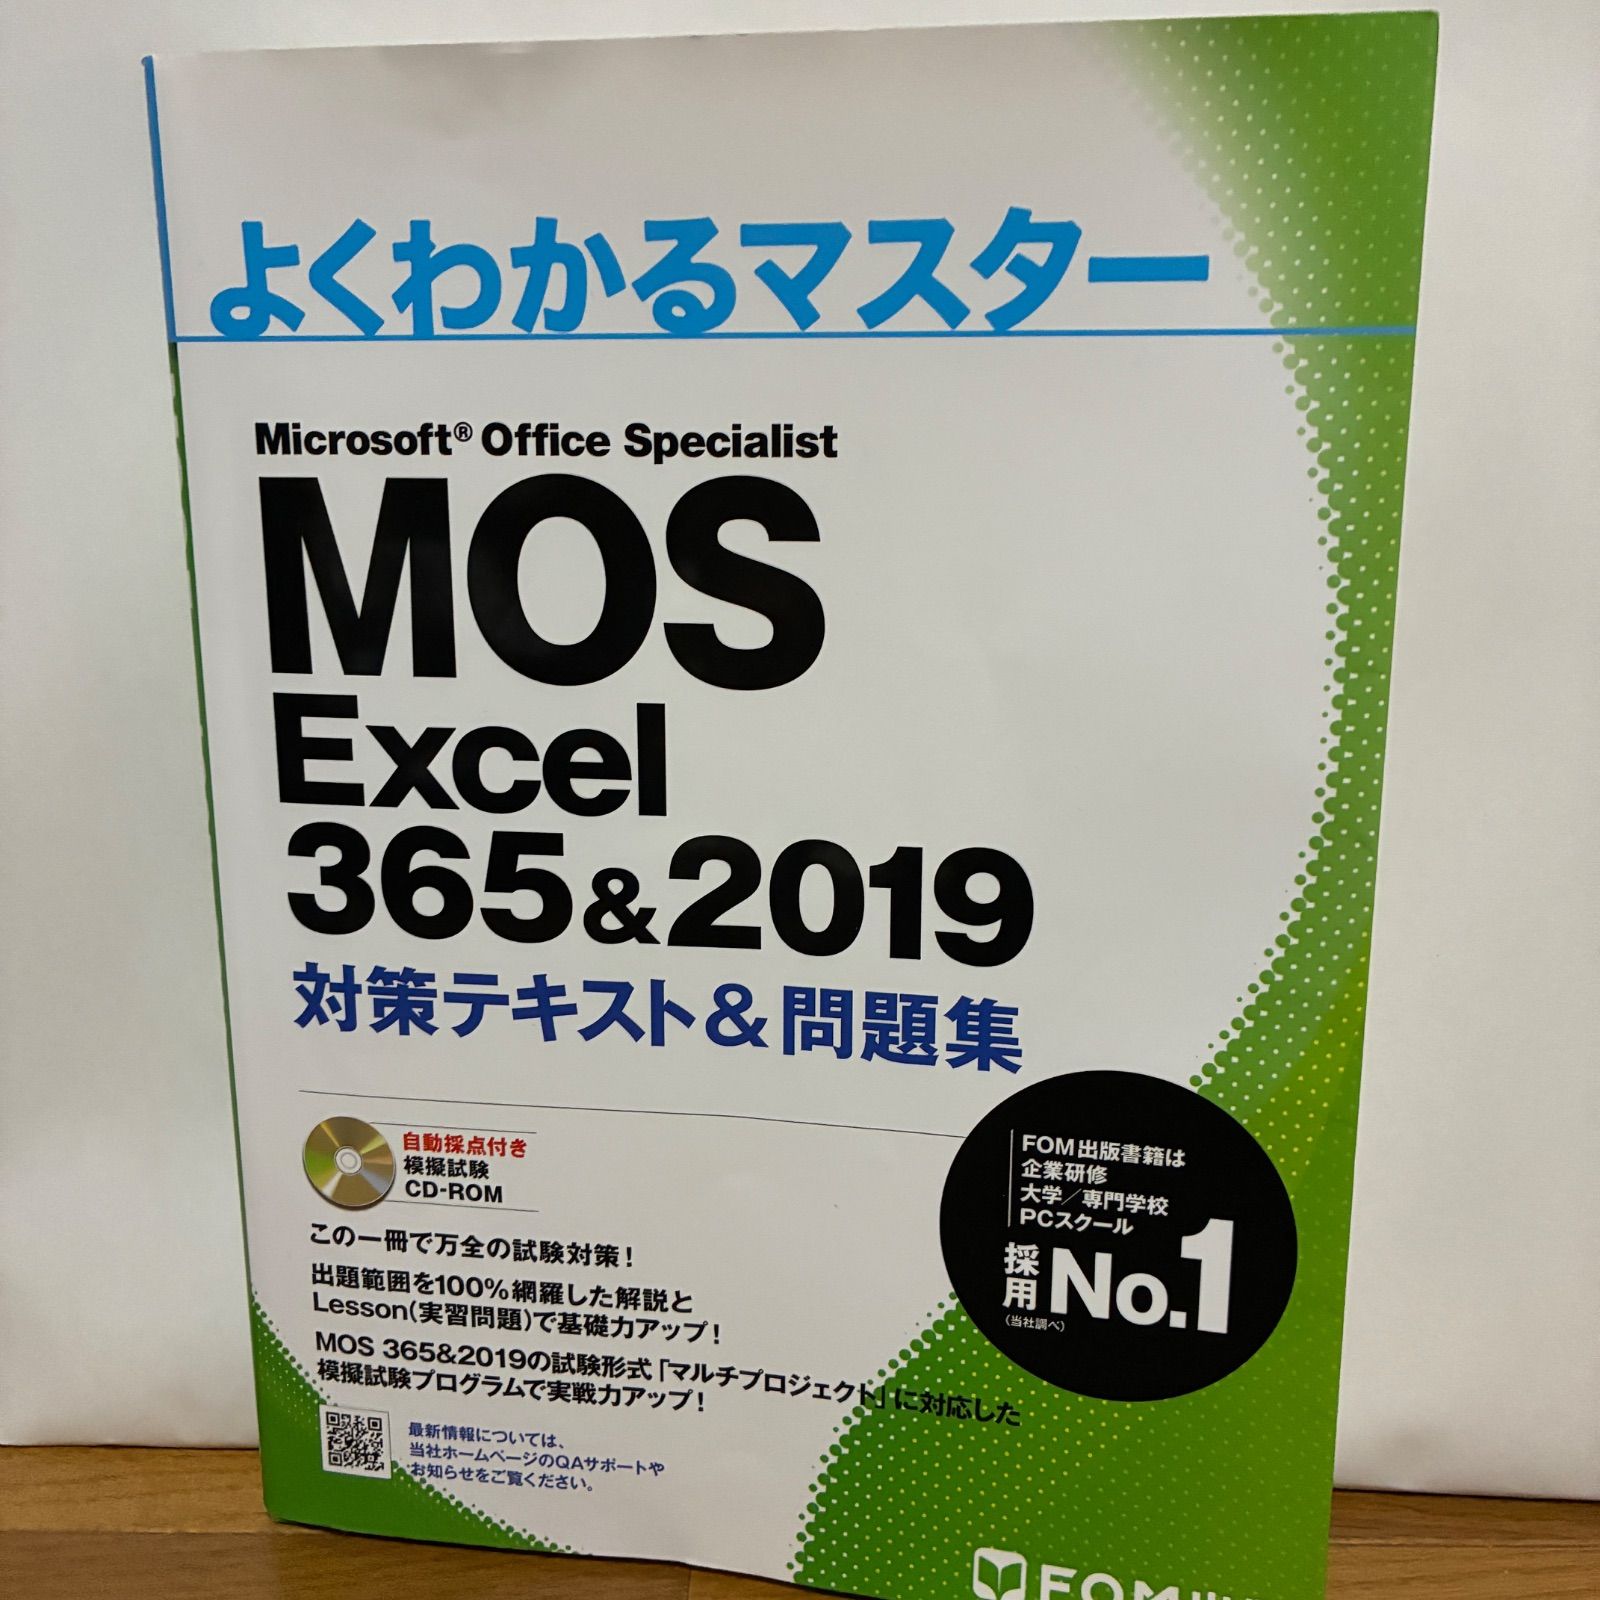 よくわかるマスター
Microsoft® Office Specialist
MOS
Excel
365&2019
対策テキスト&問題集
自動採点付き
模擬試験
CD-ROM
この一冊で万全の試験対策!
出題範囲を100%網羅した解説と
Lesson(実習問題)で基礎力アップ!
MOS 365&2019の試験形式「マルチプロジェクト」に対応した
模擬試験プログラムで実戦力アップ!
最新情報については、
当社ホームページのQAサポートや
お知らせをご覧ください。
FOM出版書籍は
企業研修
大学/専門学校
PCスクール
採用 No.1
(当社調べ)
FOM